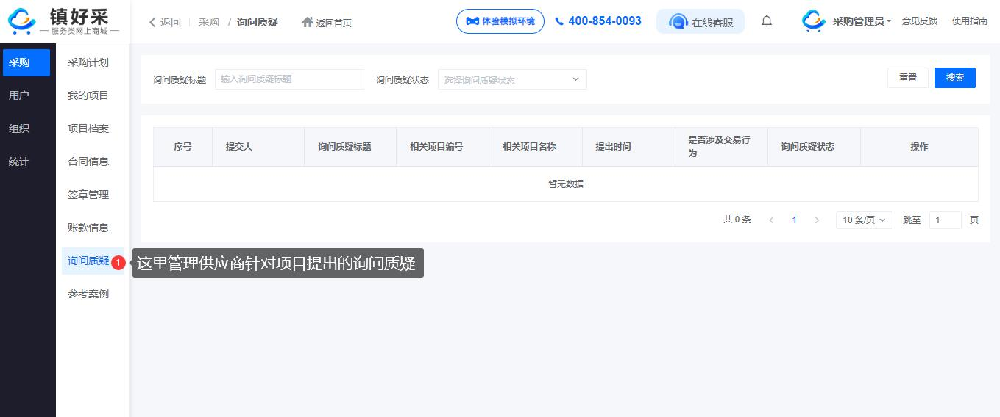 镇好采
服务类网上商城
返回
采购 / 询问质疑
返回首页
体验模拟环境
400-854-0093
在线客服
采购管理员
意见反馈
使用指南
采购
用户
组织
统计
采购计划
我的项目
项目档案
合同信息
签章管理
账款信息
询问质疑
1
这里管理供应商针对项目提出的询问质疑
参考案例
询问质疑标题
输入询问质疑标题
询问质疑状态
选择询问质疑状态
重置
搜索
序号
提交人
询问质疑标题
相关项目编号
相关项目名称
提出时间
是否涉及交易行
为
询问质疑状态
操作
暂无数据
共 0 条
1
10 条/页
跳至
1
页